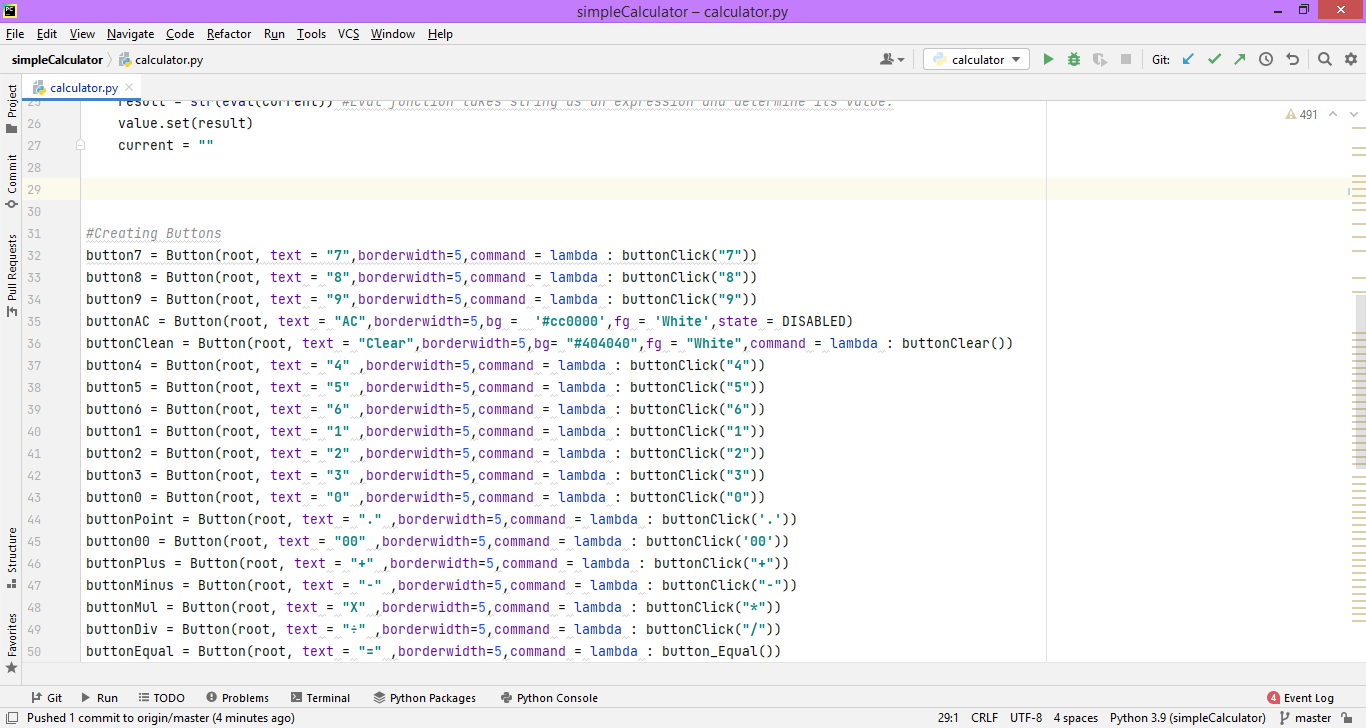 simpleCalculator – calculator.py
File Edit View Navigate Code Refactor Run Tools VCS Window Help
simpleCalculator calculator.py calculator Git:
calculator.py
491
Project
Commit
Pull Requests
Structure
Favorites
25 result = str(eval(current)) #Eval function takes string as an expression and determine its value.
26 value.set(result)
27 current = ""
28
29
30
31 #Creating Buttons
32 button7 = Button(root, text = "7",borderwidth=5,command = lambda : buttonClick("7"))
33 button8 = Button(root, text = "8",borderwidth=5,command = lambda : buttonClick("8"))
34 button9 = Button(root, text = "9",borderwidth=5,command = lambda : buttonClick("9"))
35 buttonAC = Button(root, text = "AC",borderwidth=5,bg =  '#cc0000',fg = 'White',state = DISABLED)
36 buttonClean = Button(root, text = "Clear",borderwidth=5,bg= "#404040",fg = "White",command = lambda : buttonClear())
37 button4 = Button(root, text = "4" ,borderwidth=5,command = lambda : buttonClick("4"))
38 button5 = Button(root, text = "5" ,borderwidth=5,command = lambda : buttonClick("5"))
39 button6 = Button(root, text = "6" ,borderwidth=5,command = lambda : buttonClick("6"))
40 button1 = Button(root, text = "1" ,borderwidth=5,command = lambda : buttonClick("1"))
41 button2 = Button(root, text = "2" ,borderwidth=5,command = lambda : buttonClick("2"))
42 button3 = Button(root, text = "3" ,borderwidth=5,command = lambda : buttonClick("3"))
43 button0 = Button(root, text = "0" ,borderwidth=5,command = lambda : buttonClick("0"))
44 buttonPoint = Button(root, text = "." ,borderwidth=5,command = lambda : buttonClick('.'))
45 button00 = Button(root, text = "00" ,borderwidth=5,command = lambda : buttonClick('00'))
46 buttonPlus = Button(root, text = "+" ,borderwidth=5,command = lambda : buttonClick("+"))
47 buttonMinus = Button(root, text = "-" ,borderwidth=5,command = lambda : buttonClick("-"))
48 buttonMul = Button(root, text = "X" ,borderwidth=5,command = lambda : buttonClick("*"))
49 buttonDiv = Button(root, text = "÷" ,borderwidth=5,command = lambda : buttonClick("/"))
50 buttonEqual = Button(root, text = "=" ,borderwidth=5,command = lambda : button_Equal())
Git Run TODO Problems Terminal Python Packages Python Console 4 Event Log
Pushed 1 commit to origin/master (4 minutes ago) 29:1 CRLF UTF-8 4 spaces Python 3.9 (simpleCalculator) master